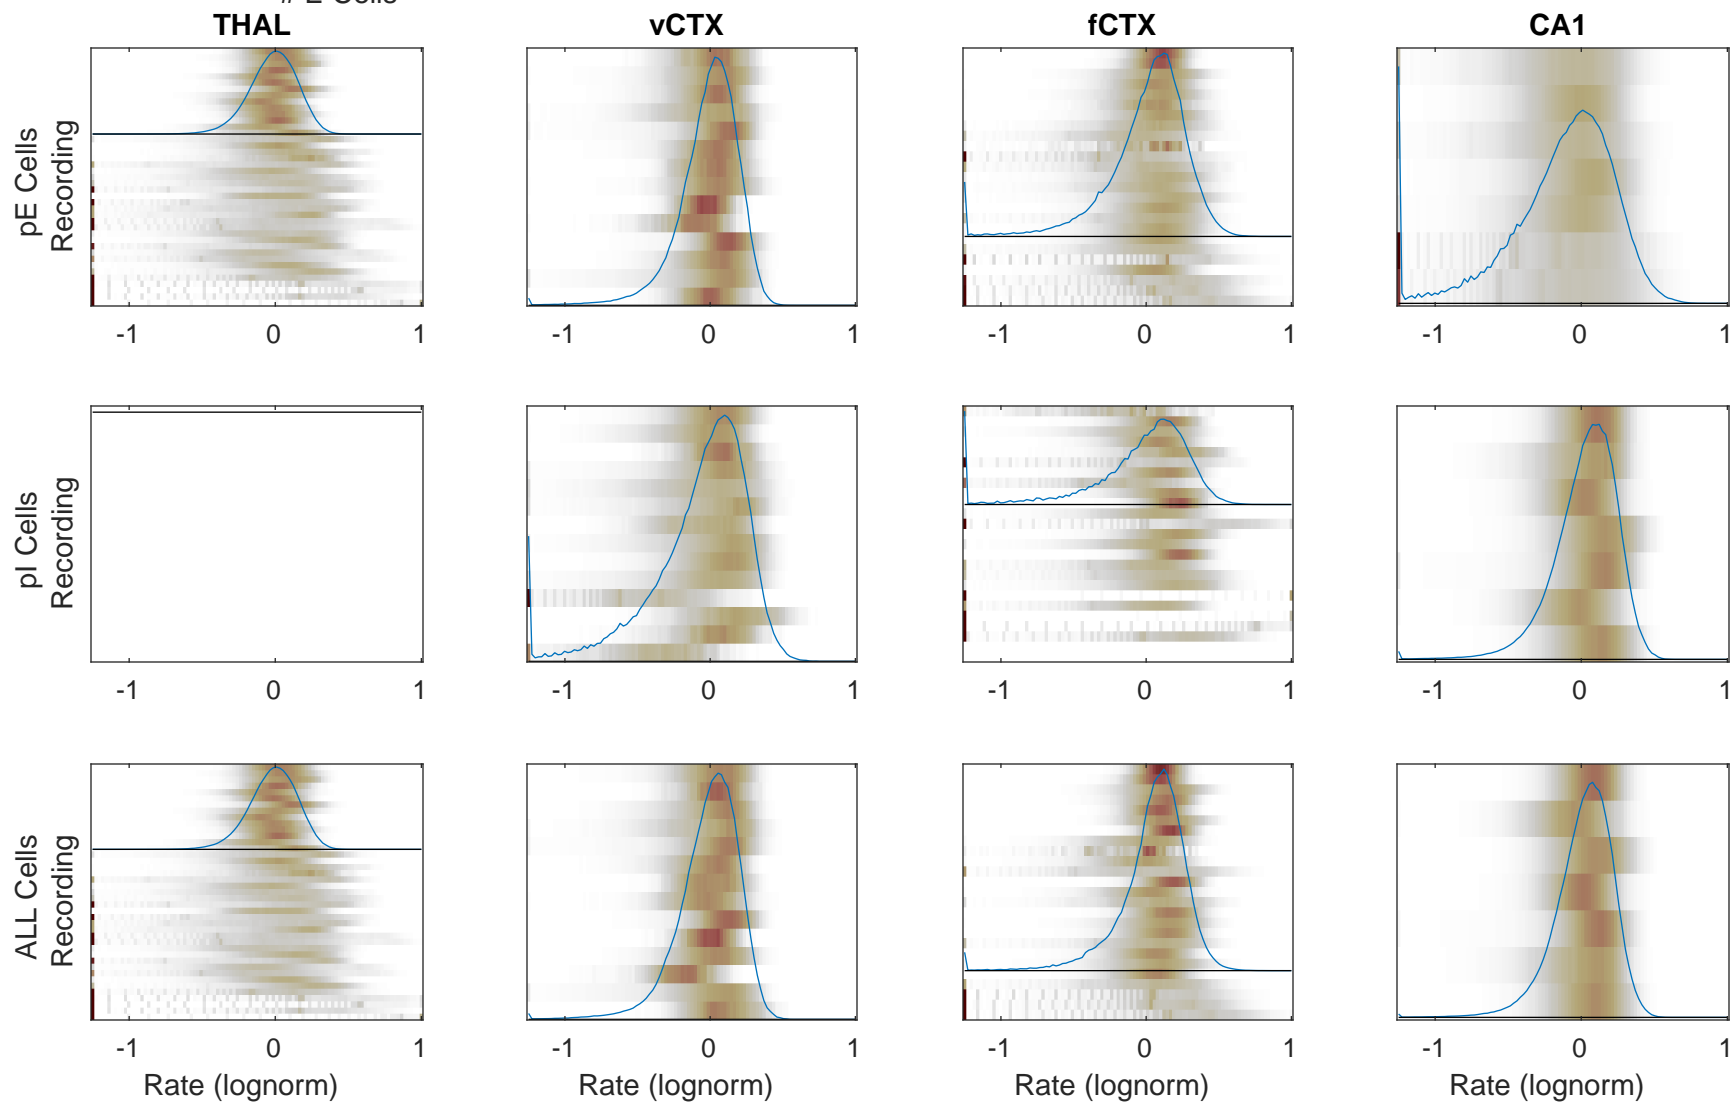 # E Cells
THAL vCTX fCTX CA1
pE Cells
Recording
-1 0 1 -1 0 1 -1 0 1 -1 0 1
pI Cells
Recording
-1 0 1 -1 0 1 -1 0 1 -1 0 1
ALL Cells
Recording
-1 0 1 -1 0 1 -1 0 1 -1 0 1
Rate (lognorm) Rate (lognorm) Rate (lognorm) Rate (lognorm)